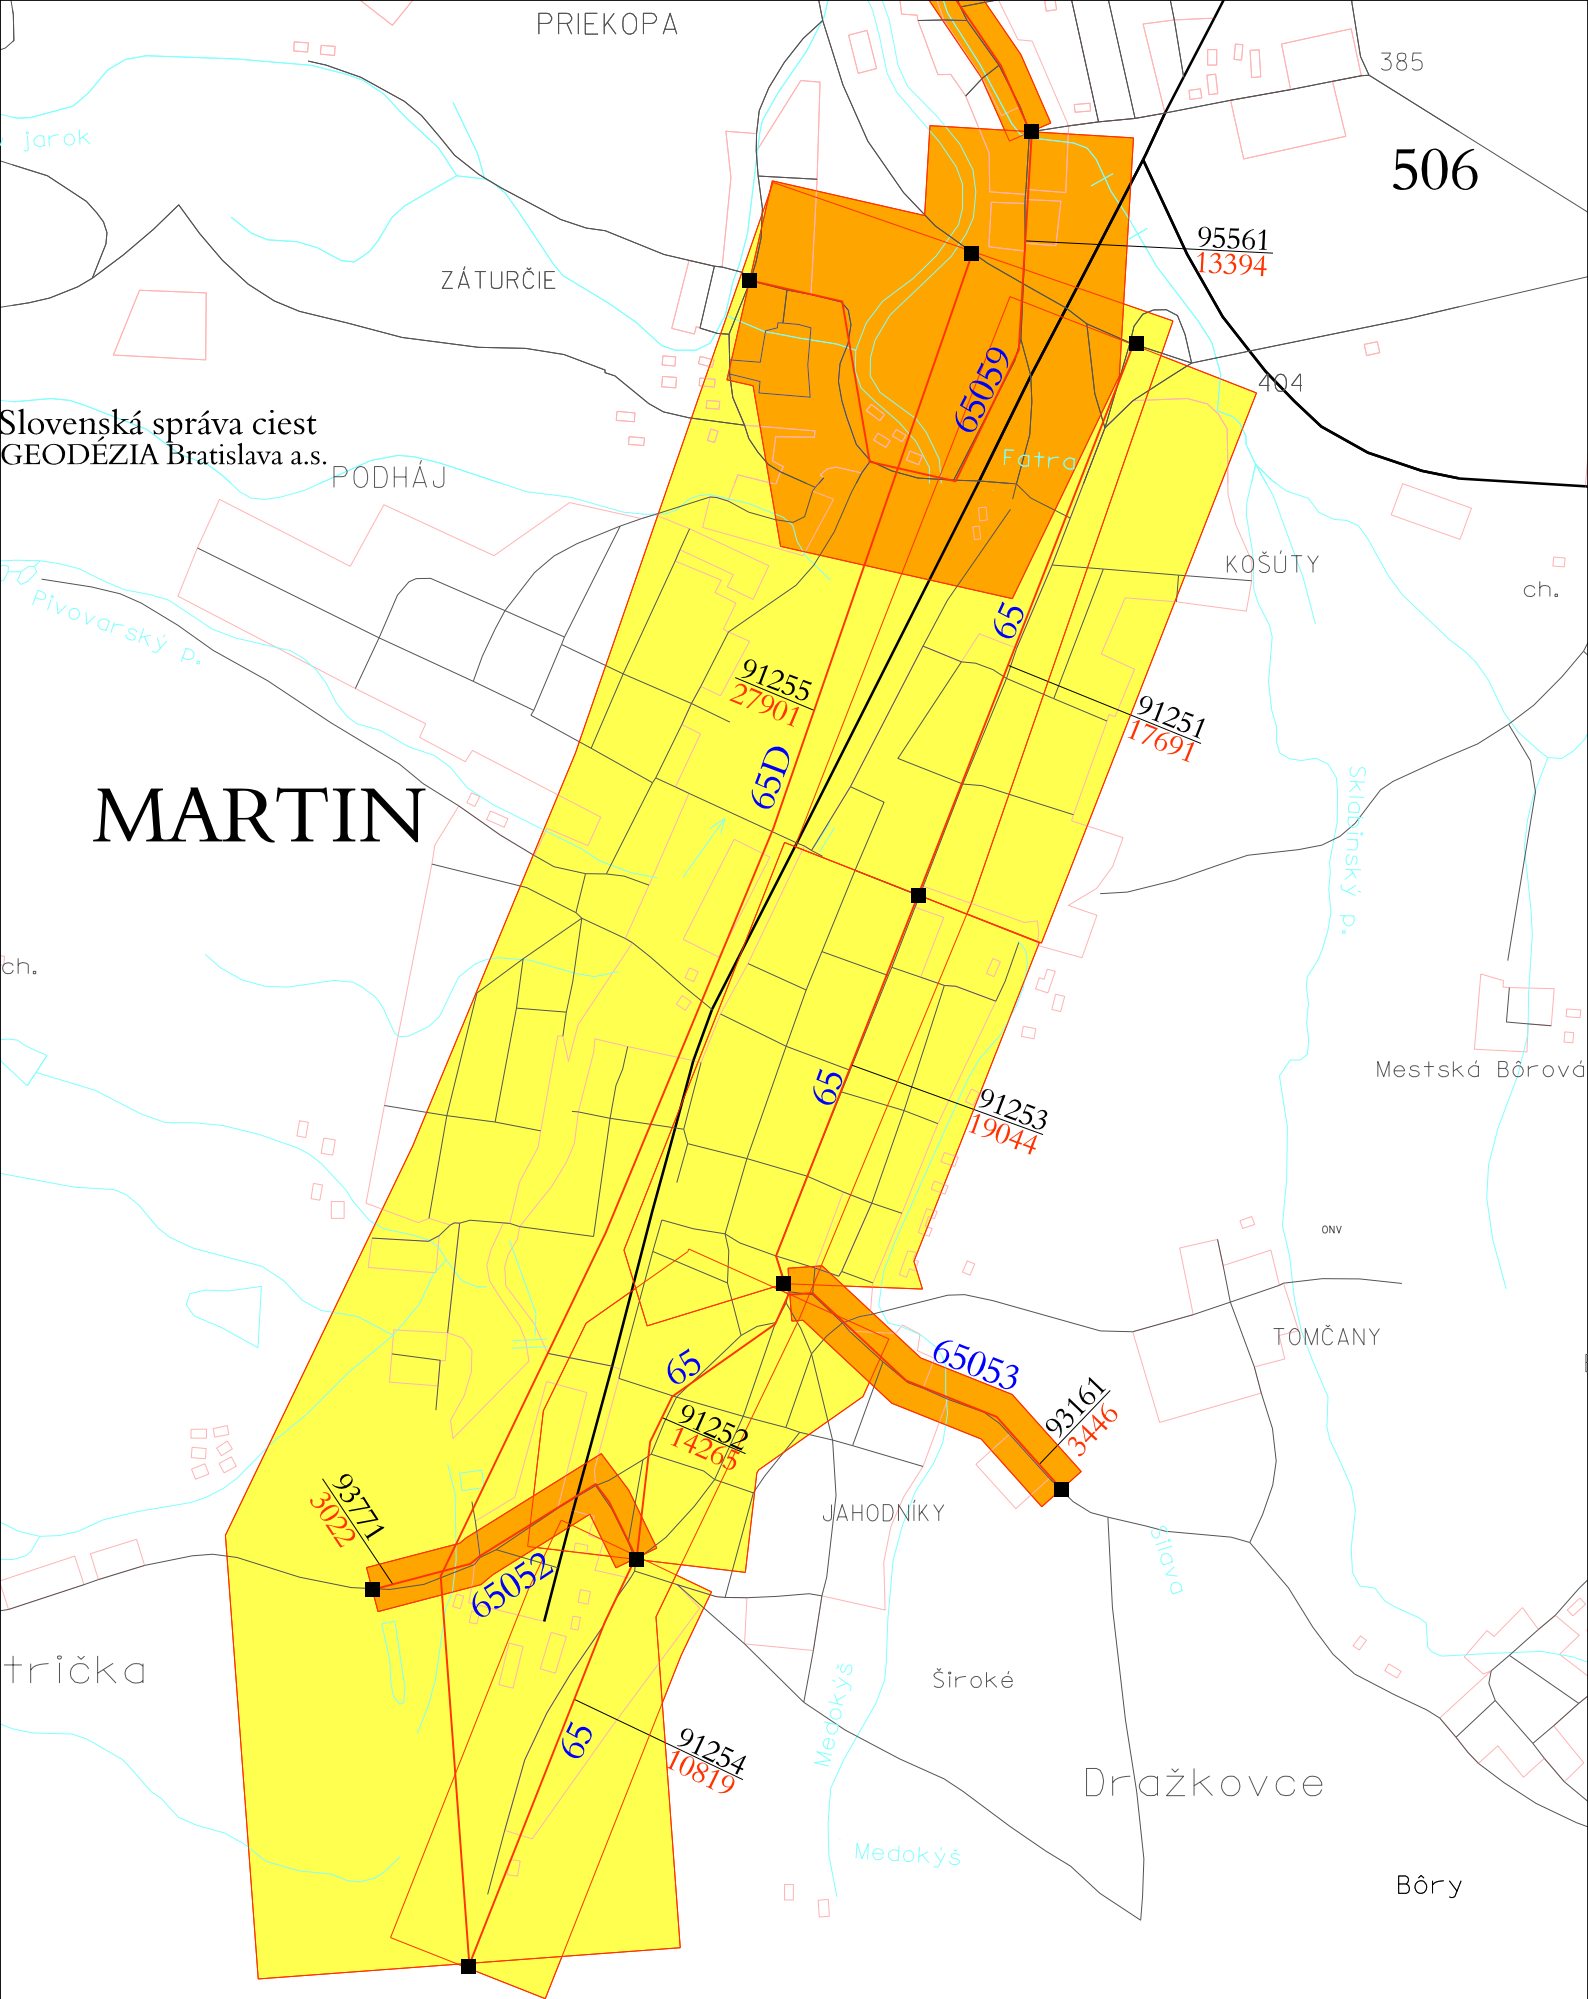 PRIEKOPA
385
jarok
506
95561
13394
ZÁTURČIE
404
65059
Slovenská správa ciest
GEODÉZIA Bratislava a.s.
Fatra
PODHÁJ
KOŠÚTY
ch.
Pivovarský p.
65
91255
27901
91251
17691
65D
MARTIN
Sklabinský p.
ch.
Mestská Bôrová
65
91253
19044
ONV
TOMČANY
65053
65
93161
3446
91252
14265
93771
3022
JAHODNÍKY
Silava
65052
trička
Široké
Medokýš
65
91254
10819
Dražkovce
Medokýš
Bôry